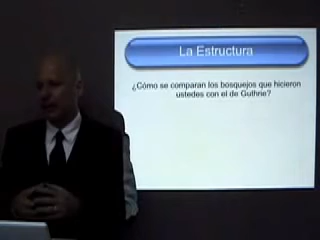 La Estructura
¿Cómo se comparan los bosquejos que hicieron
ustedes con el de Guthrie?